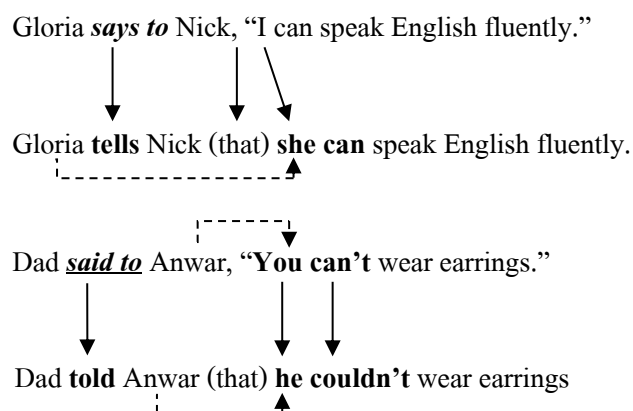 Gloria says to Nick, “I can speak English fluently.”
Gloria tells Nick (that) she can speak English fluently.
Dad said to Anwar, “You can’t wear earrings.”
Dad told Anwar (that) he couldn’t wear earrings